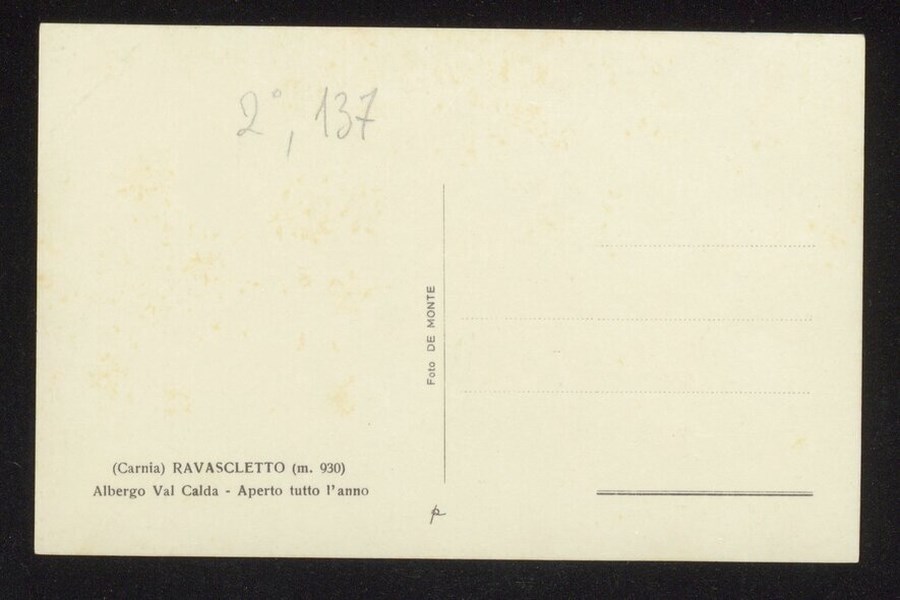 2°, 137
Foto DE MONTE
(Carnia) RAVASCLETTO (m. 930)
Albergo Val Calda - Aperto tutto l'anno
p